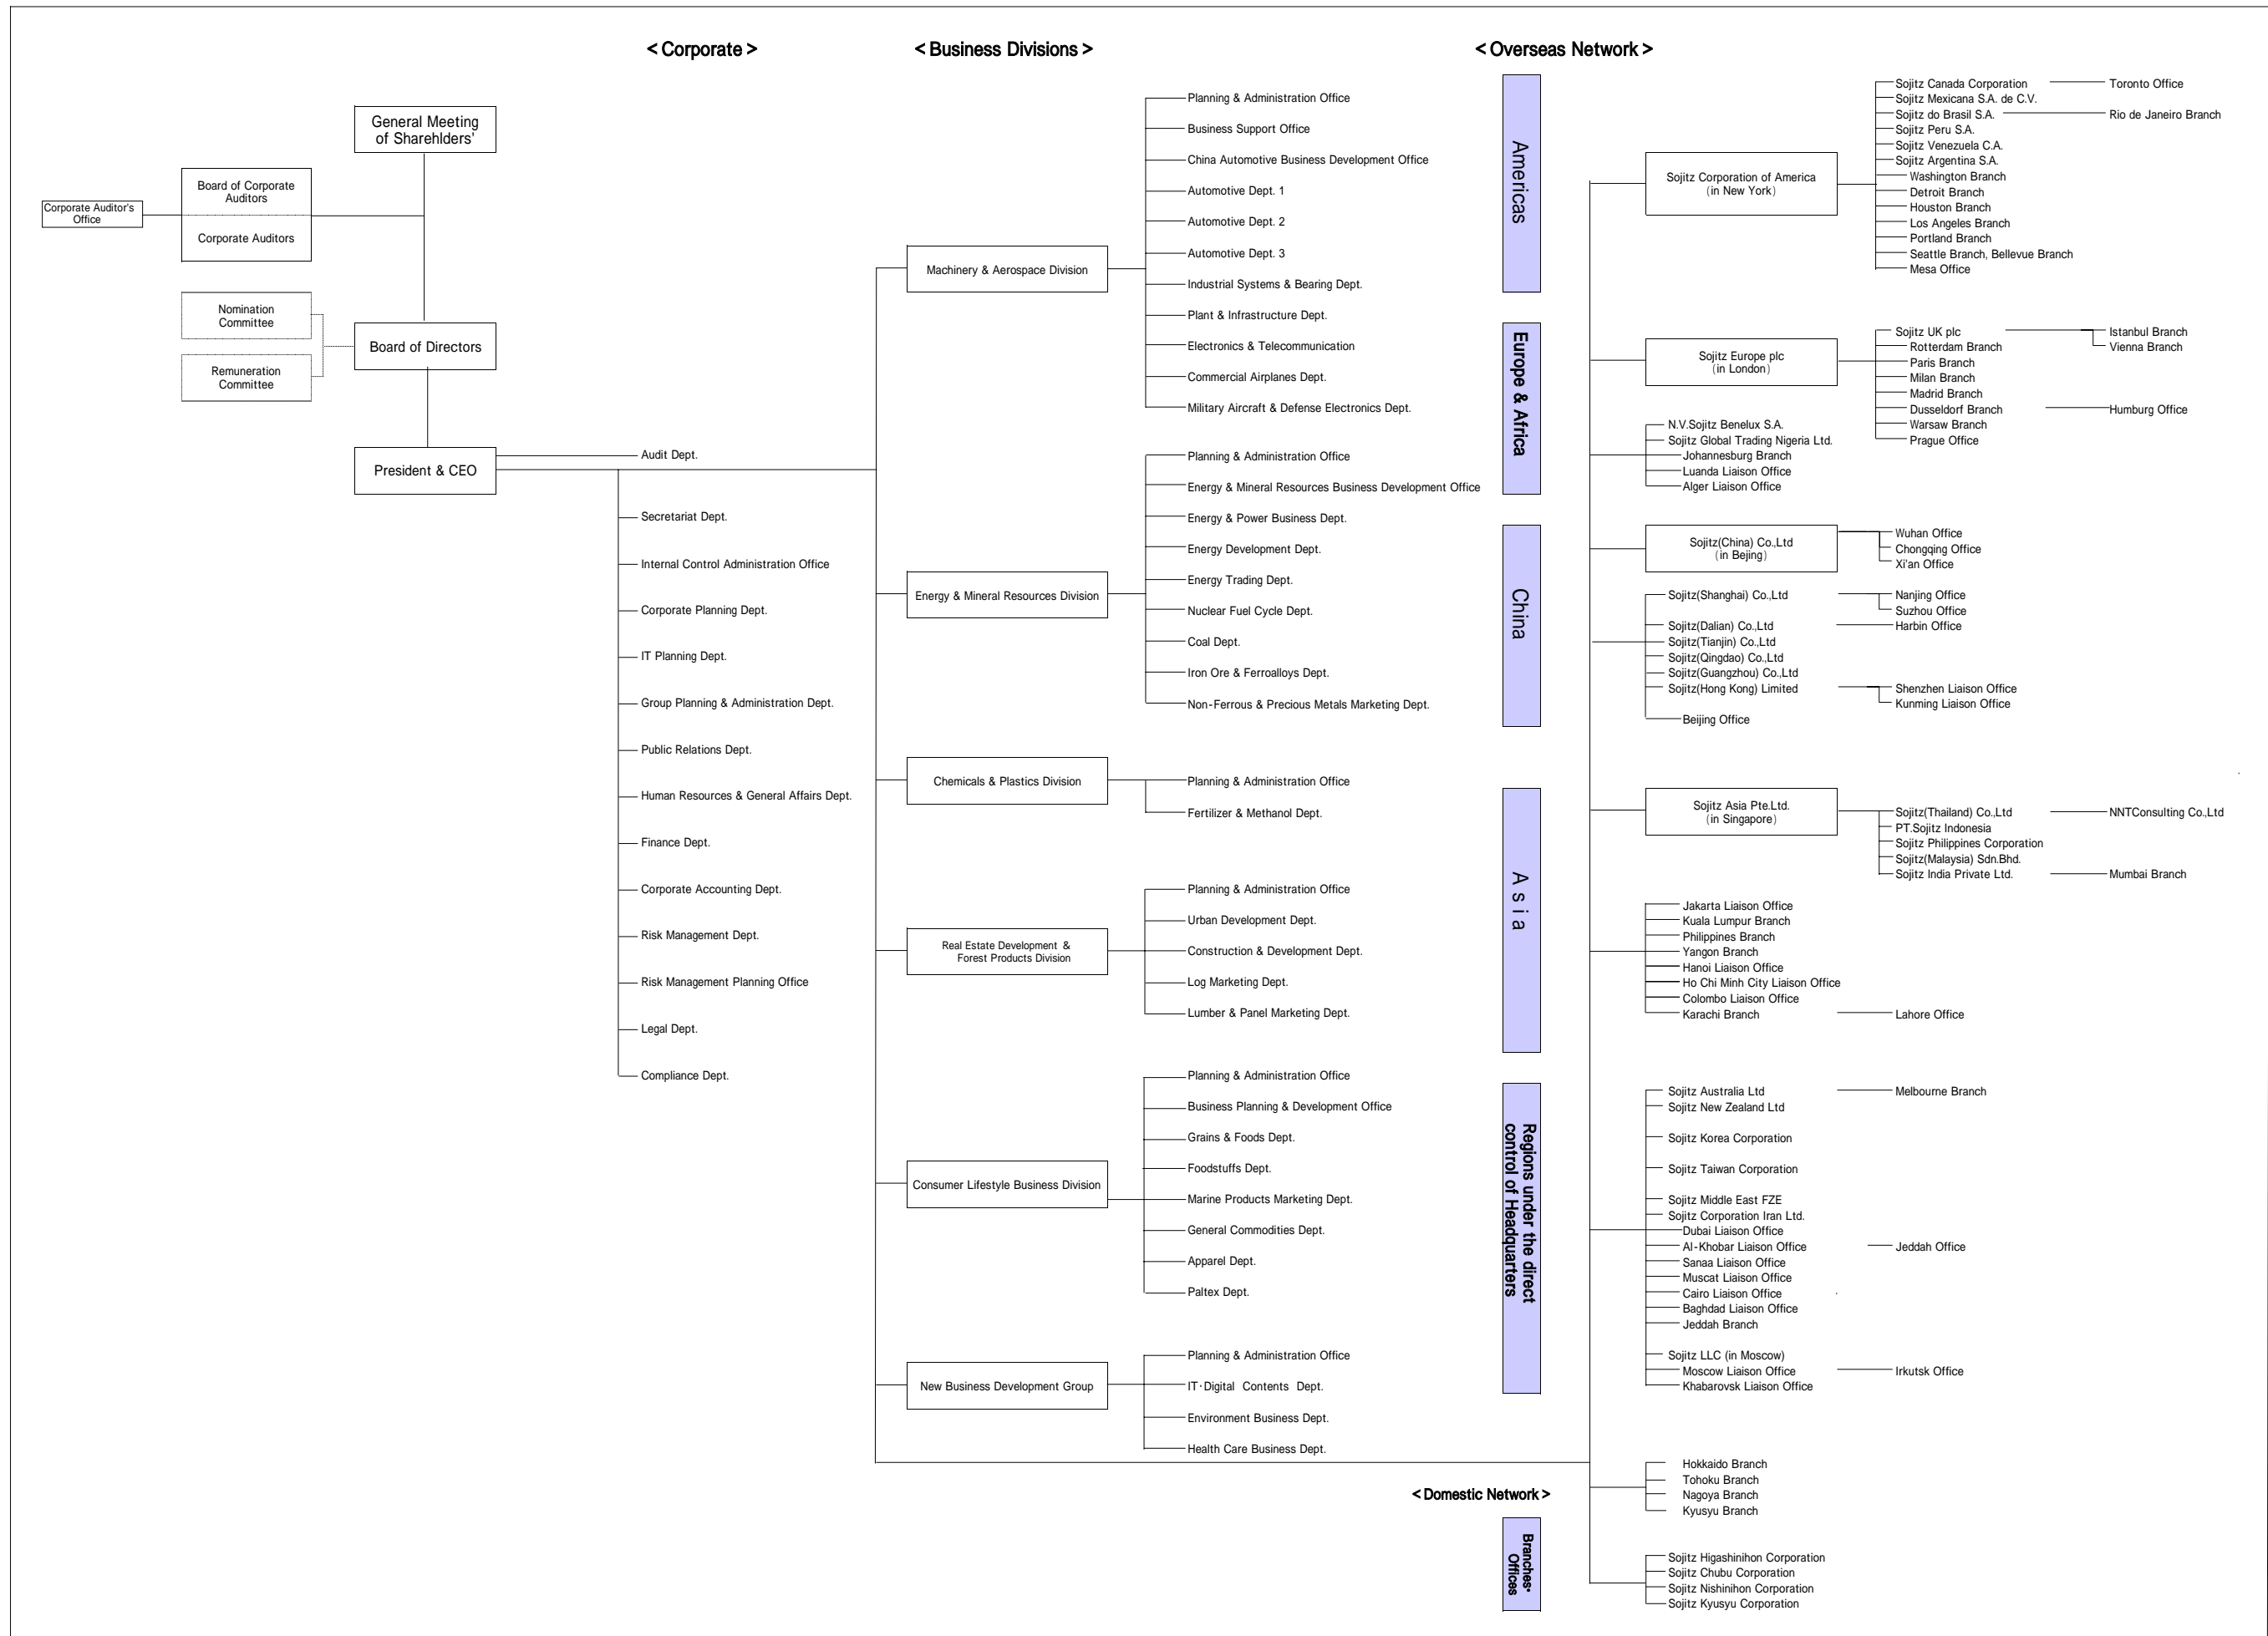 < Corporate >
< Business Divisions >
< Overseas Network >
General Meeting
of Sharehlders'
Board of Corporate
Auditors
Corporate Auditors
Corporate Auditor's
Office
Nomination
Committee
Remuneration
Committee
Board of Directors
President & CEO
Audit Dept.
Secretariat Dept.
Internal Control Administration Office
Corporate Planning Dept.
IT Planning Dept.
Group Planning & Administration Dept.
Public Relations Dept.
Human Resources & General Affairs Dept.
Finance Dept.
Corporate Accounting Dept.
Risk Management Dept.
Risk Management Planning Office
Legal Dept.
Compliance Dept.
Machinery & Aerospace Division
Planning & Administration Office
Business Support Office
China Automotive Business Development Office
Automotive Dept. 1
Automotive Dept. 2
Automotive Dept. 3
Industrial Systems & Bearing Dept.
Plant & Infrastructure Dept.
Electronics & Telecommunication
Commercial Airplanes Dept.
Military Aircraft & Defense Electronics Dept.
Energy & Mineral Resources Division
Planning & Administration Office
Energy & Mineral Resources Business Development Office
Energy & Power Business Dept.
Energy Development Dept.
Energy Trading Dept.
Nuclear Fuel Cycle Dept.
Coal Dept.
Iron Ore & Ferroalloys Dept.
Non-Ferrous & Precious Metals Marketing Dept.
Chemicals & Plastics Division
Planning & Administration Office
Fertilizer & Methanol Dept.
Real Estate Development &
Forest Products Division
Planning & Administration Office
Urban Development Dept.
Construction & Development Dept.
Log Marketing Dept.
Lumber & Panel Marketing Dept.
Consumer Lifestyle Business Division
Planning & Administration Office
Business Planning & Development Office
Grains & Foods Dept.
Foodstuffs Dept.
Marine Products Marketing Dept.
General Commodities Dept.
Apparel Dept.
Paltex Dept.
New Business Development Group
Planning & Administration Office
IT･Digital Contents Dept.
Environment Business Dept.
Health Care Business Dept.
Americas
Sojitz Corporation of America
(in New York)
Sojitz Canada Corporation
Toronto Office
Sojitz Mexicana S.A. de C.V.
Sojitz do Brasil S.A.
Rio de Janeiro Branch
Sojitz Peru S.A.
Sojitz Venezuela C.A.
Sojitz Argentina S.A.
Washington Branch
Detroit Branch
Houston Branch
Los Angeles Branch
Portland Branch
Seattle Branch, Bellevue Branch
Mesa Office
Europe & Africa
Sojitz Europe plc
(in London)
Sojitz UK plc
Istanbul Branch
Rotterdam Branch
Vienna Branch
Paris Branch
Milan Branch
Madrid Branch
Dusseldorf Branch
Humburg Office
Warsaw Branch
Prague Office
N.V.Sojitz Benelux S.A.
Sojitz Global Trading Nigeria Ltd.
Johannesburg Branch
Luanda Liaison Office
Alger Liaison Office
China
Sojitz(China) Co.,Ltd
(in Bejing)
Wuhan Office
Chongqing Office
Xi'an Office
Sojitz(Shanghai) Co.,Ltd
Nanjing Office
Suzhou Office
Sojitz(Dalian) Co.,Ltd
Harbin Office
Sojitz(Tianjin) Co.,Ltd
Sojitz(Qingdao) Co.,Ltd
Sojitz(Guangzhou) Co.,Ltd
Sojitz(Hong Kong) Limited
Shenzhen Liaison Office
Kunming Liaison Office
Beijing Office
Asia
Sojitz Asia Pte.Ltd.
(in Singapore)
Sojitz(Thailand) Co.,Ltd
NNTConsulting Co.,Ltd
PT.Sojitz Indonesia
Sojitz Philippines Corporation
Sojitz(Malaysia) Sdn.Bhd.
Sojitz India Private Ltd.
Mumbai Branch
Jakarta Liaison Office
Kuala Lumpur Branch
Philippines Branch
Yangon Branch
Hanoi Liaison Office
Ho Chi Minh City Liaison Office
Colombo Liaison Office
Karachi Branch
Lahore Office
Regions under the direct
control of Headquarters
Sojitz Australia Ltd
Melbourne Branch
Sojitz New Zealand Ltd
Sojitz Korea Corporation
Sojitz Taiwan Corporation
Sojitz Middle East FZE
Sojitz Corporation Iran Ltd.
Dubai Liaison Office
Al-Khobar Liaison Office
Jeddah Office
Sanaa Liaison Office
Muscat Liaison Office
Cairo Liaison Office
Baghdad Liaison Office
Jeddah Branch
Sojitz LLC (in Moscow)
Moscow Liaison Office
Irkutsk Office
Khabarovsk Liaison Office
< Domestic Network >
Branches･
Offices
Hokkaido Branch
Tohoku Branch
Nagoya Branch
Kyusyu Branch
Sojitz Higashinihon Corporation
Sojitz Chubu Corporation
Sojitz Nishinihon Corporation
Sojitz Kyusyu Corporation